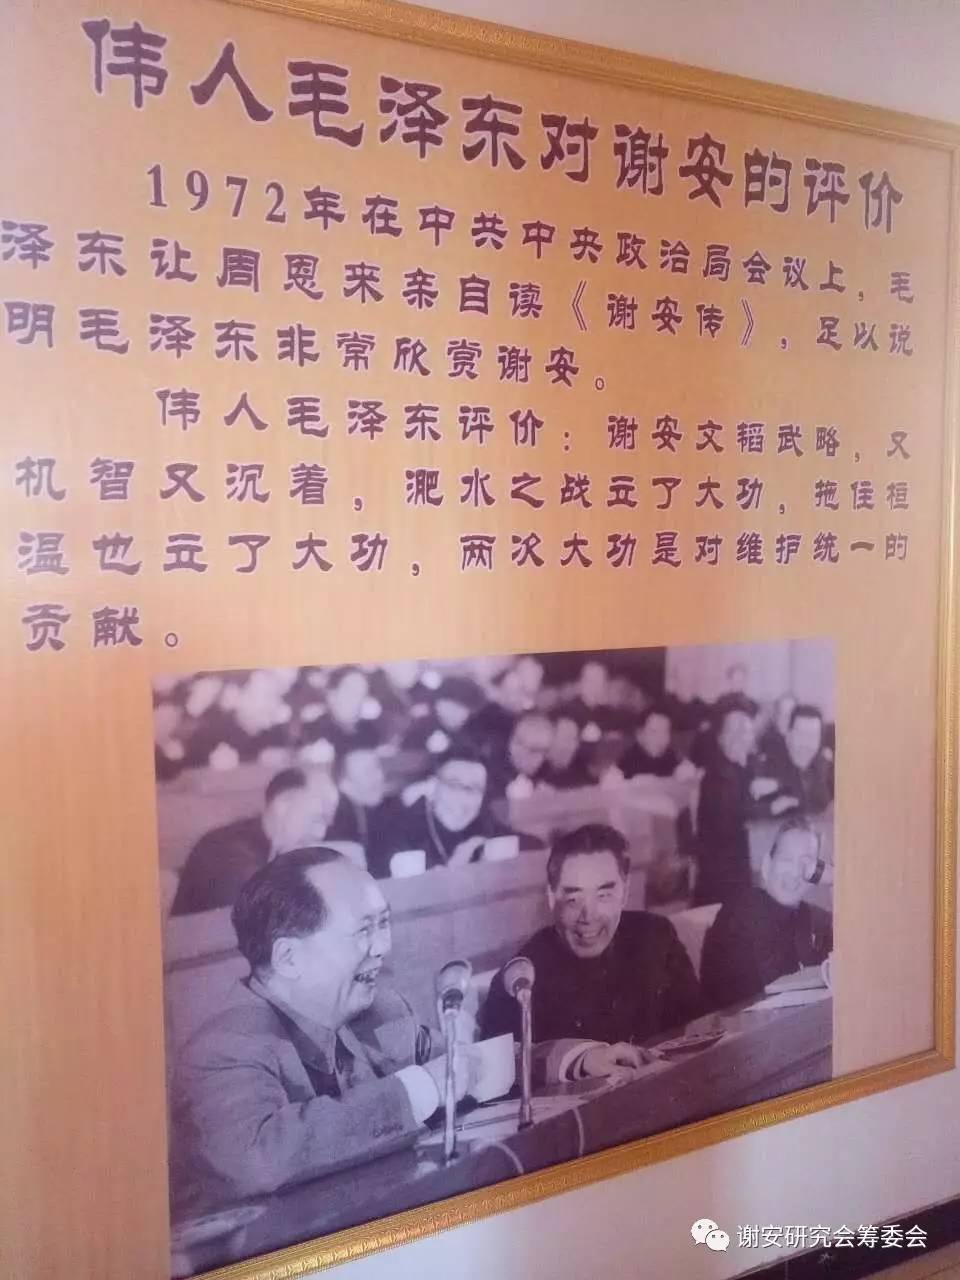 伟人毛泽东对谢安的评价
1972年在中共中央政治局会议上，毛
泽东让周恩来亲自读《谢安传》，足以说
明毛泽东非常欣赏谢安。
伟人毛泽东评价：谢安文韬武略，又
机智又沉着，淝水之战立了大功，拖住桓
温也立了大功，两次大功是对维护统一的
贡献。
谢安研究会筹委会